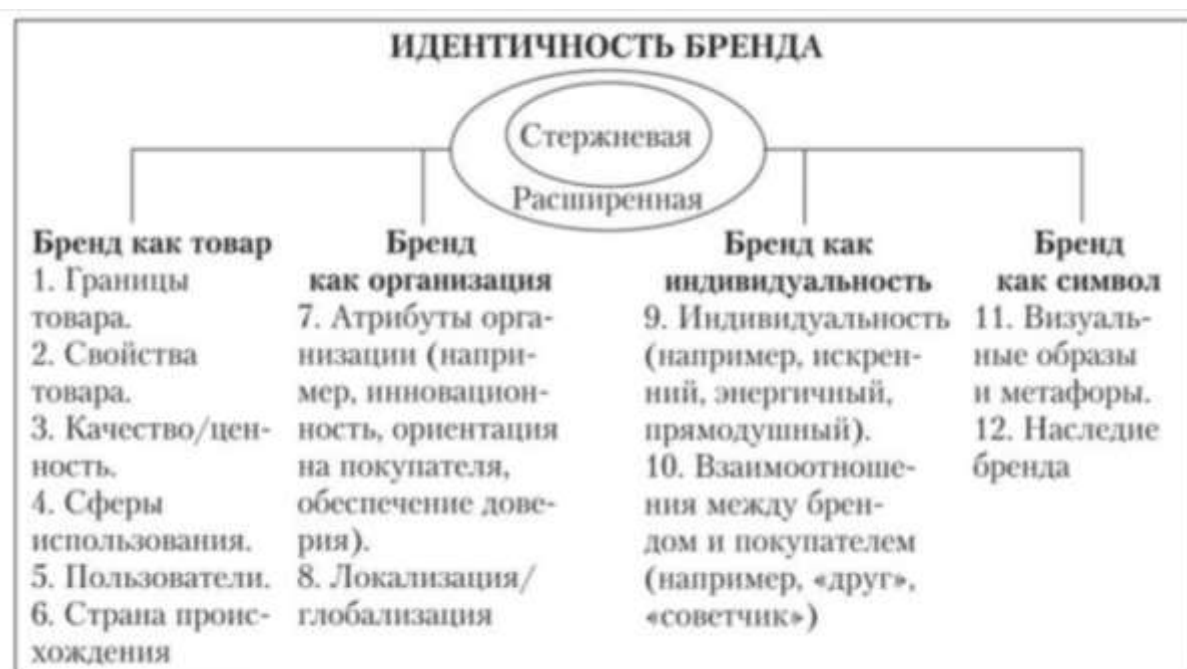 ИДЕНТИЧНОСТЬ БРЕНДА
Стержневая
Расширенная
Бренд как товар
1. Границы
товара.
2. Свойства
товара.
3. Качество/цен-
ность.
4. Сферы
использования.
5. Пользователи.
6. Страна проис-
хождения
Бренд
как организация
7. Атрибуты орга-
низации (напри-
мер, инновацион-
ность, ориентация
на покупателя,
обеспечение дове-
рия).
8. Локализация/
глобализация
Бренд как
индивидуальность
9. Индивидуальность
(например, искрен-
ний, энергичный,
прямодушный).
10. Взаимоотноше-
ния между брен-
дом и покупателем
(например, «друг»,
«советчик»)
Бренд
как символ
11. Визуаль-
ные образы
и метафоры.
12. Наследие
бренда